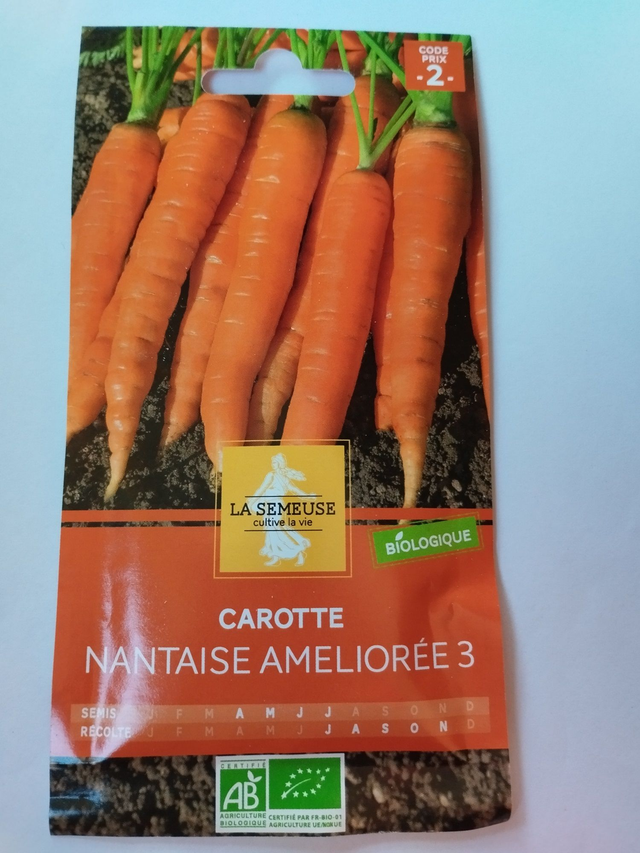 CODE
PRIX
-2-
LA SEMEUSE
cultive la vie
BIOLOGIQUE
CAROTTE
NANTAISE AMELIORÉE 3
SEMIS J F M A M J J A S O N D
RÉCOLTE J F M A M J J A S O N D
CERTIFIÉ
AB
AGRICULTURE
BIOLOGIQUE
CERTIFIÉ PAR FR-BIO-01
AGRICULTURE UE/NON UE